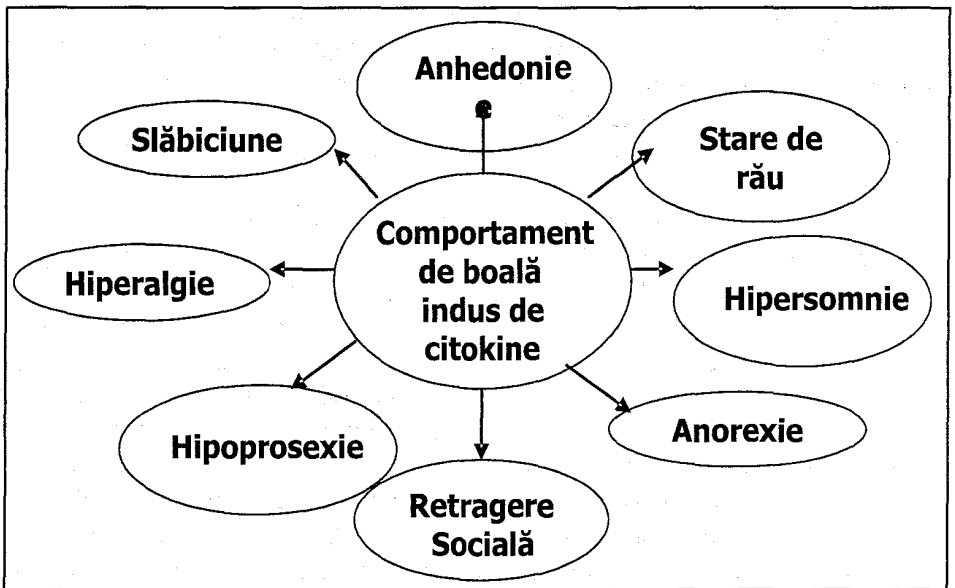 Anhedonie
e
Slăbiciune
Stare de
rău
Comportament
de boală
indus de
citokine
Hiperalgie
Hipersomnie
Hipoprosexie
Anorexie
Retragere
Socială